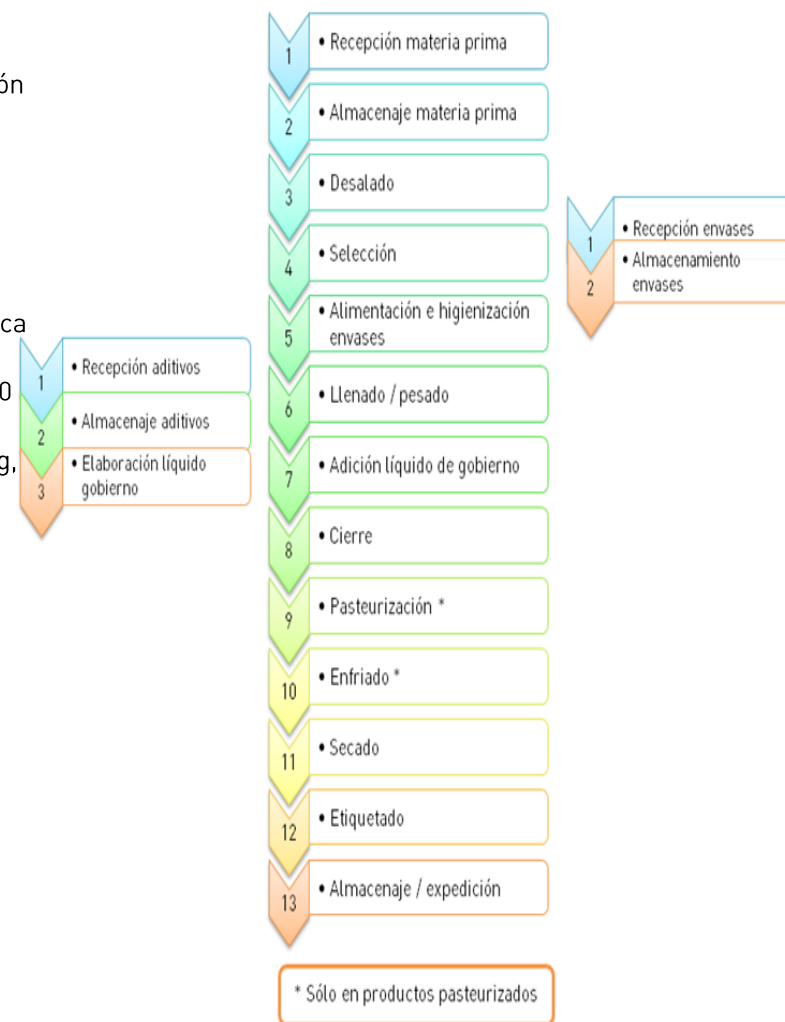 ón
ca
0
g,
1
• Recepción aditivos
2
• Almacenaje aditivos
3
• Elaboración líquido
gobierno
1
• Recepción materia prima
2
• Almacenaje materia prima
3
• Desalado
4
• Selección
5
• Alimentación e higienización
envases
6
• Llenado / pesado
7
• Adición líquido de gobierno
8
• Cierre
9
• Pasteurización *
10
• Enfriado *
11
• Secado
12
• Etiquetado
13
• Almacenaje / expedición
* Sólo en productos pasteurizados
1
• Recepción envases
2
• Almacenamiento
envases